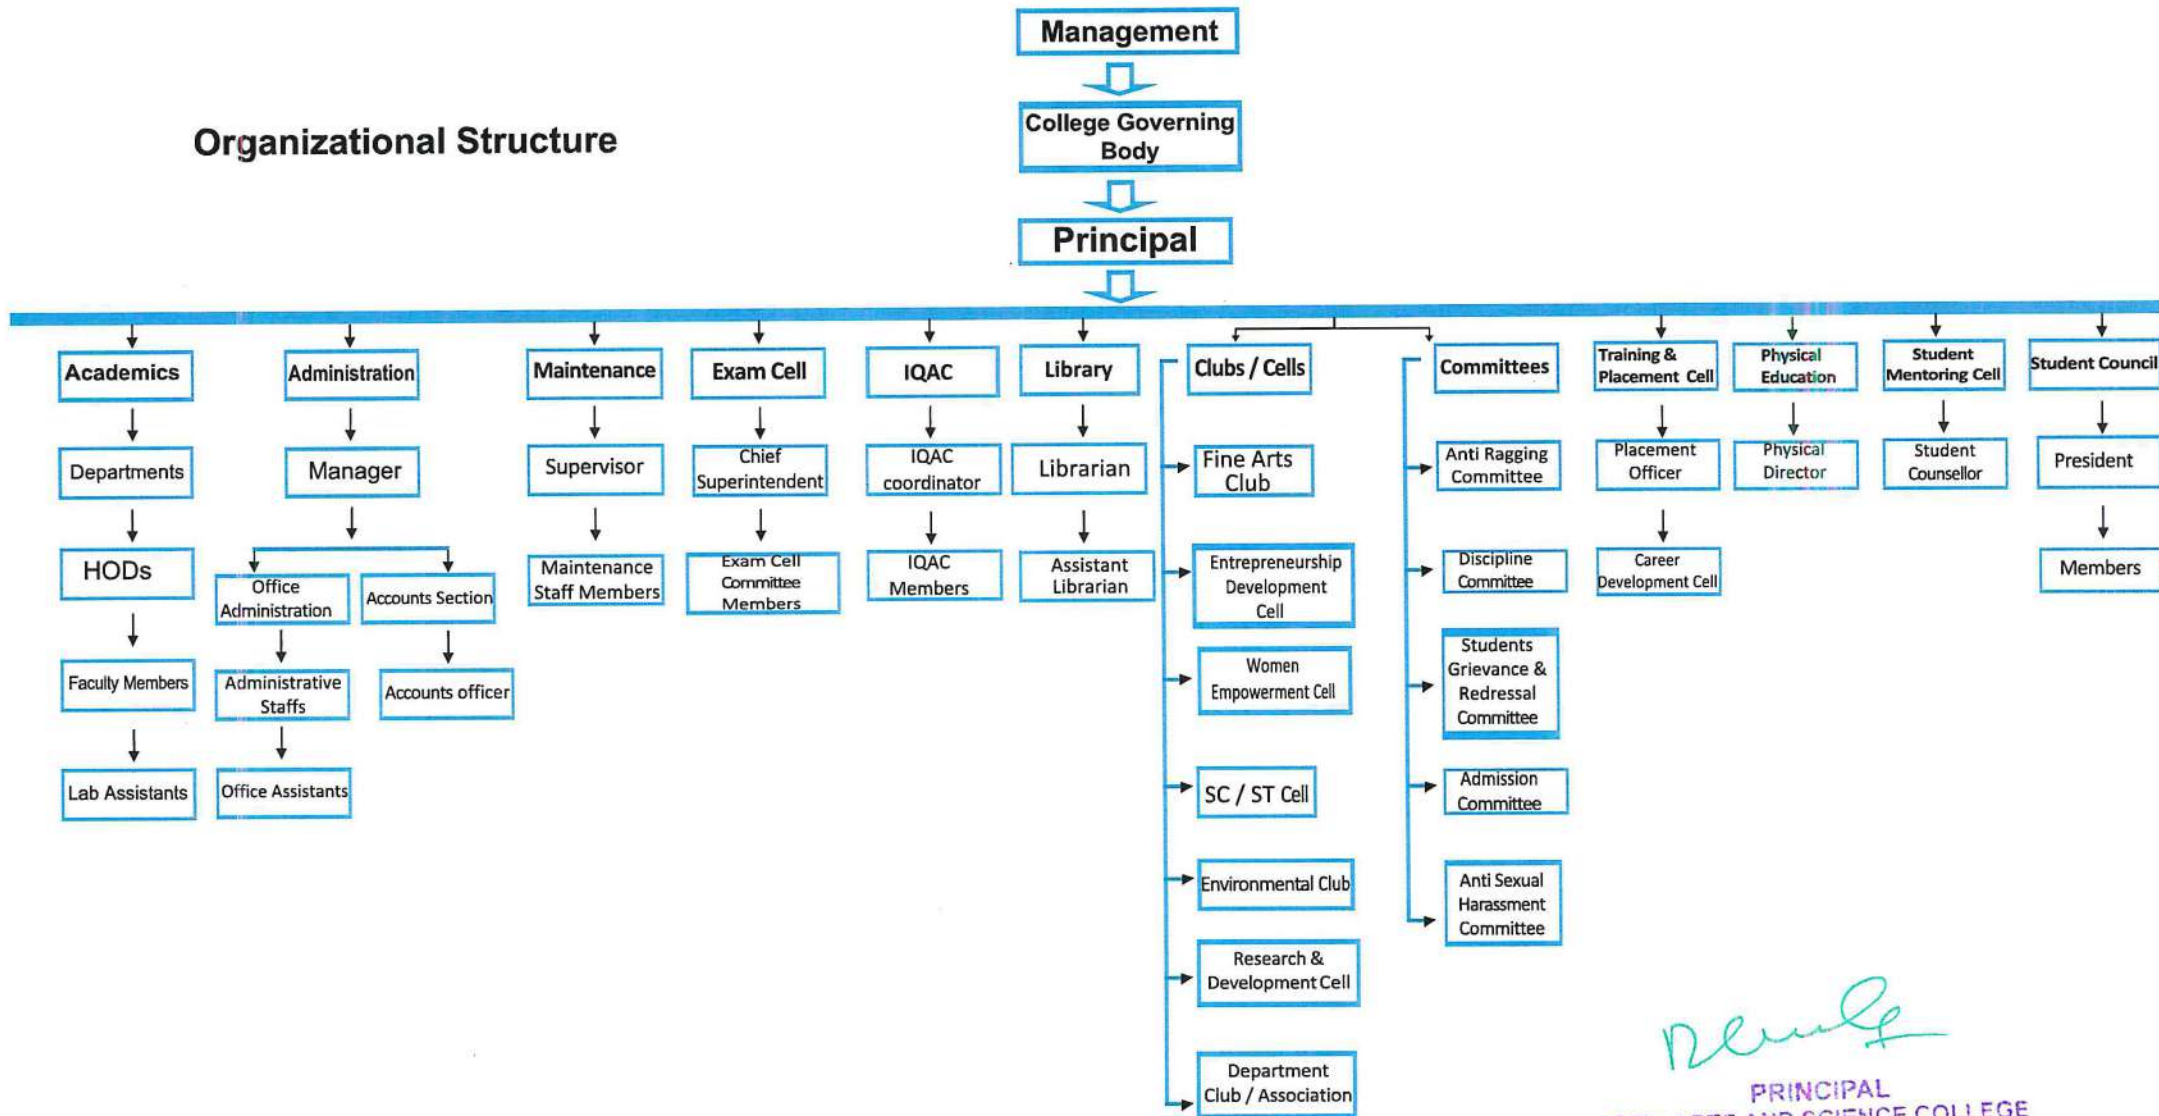 Management
College Governing
Body
Organizational Structure
Principal
Academics
Administration
Maintenance
Exam Cell
IQAC
Library
Clubs / Cells
Committees
Training &
Placement Cell
Physical
Education
Student
Mentoring Cell
Student Council
Departments
Manager
Supervisor
Chief
Superintendent
IQAC
coordinator
Librarian
Fine Arts
Club
Anti Ragging
Committee
Placement
Officer
Physical
Director
Student
Counsellor
President
HODs
Office
Administration
Accounts Section
Maintenance
Staff Members
Exam Cell
Committee
Members
IQAC
Members
Assistant
Librarian
Entrepreneurship
Development
Cell
Discipline
Committee
Career
Development Cell
Members
Faculty Members
Administrative
Staffs
Accounts officer
Women
Empowerment Cell
Students
Grievance &
Redressal
Committee
Lab Assistants
Office Assistants
SC / ST Cell
Admission
Committee
Environmental Club
Anti Sexual
Harassment
Committee
Research &
Development Cell
Department
Club / Association
PRINCIPAL
AND SCIENCE COLLEGE